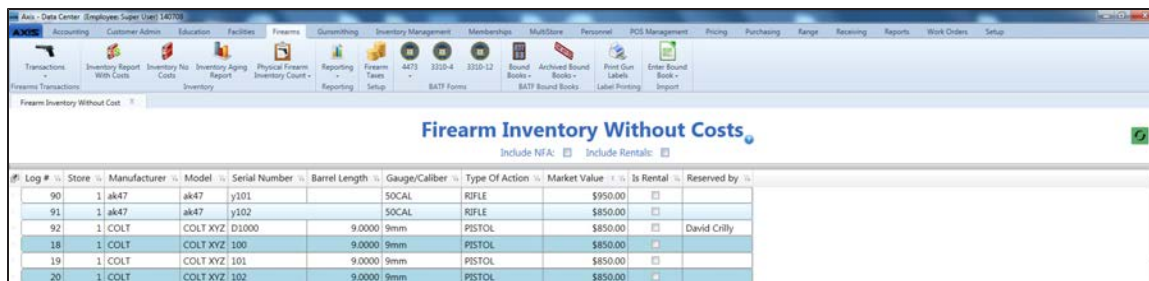 Axis - Data Center (Employee: Super User) 140708
AXIS Accounting Customer Admin Education Facilities Firearms Gunsmithing Inventory Management Memberships MultiStore Personnel POS Management Pricing Purchasing Range Receiving Reports Work Orders Setup
Transactions Inventory Report With Costs Inventory No Costs Inventory Aging Report Physical Firearm Inventory Count Reporting Firearm Taxes 4473 3310-4 3310-12 Bound Books Archived Bound Books Print Gun Labels Enter Bound Book
Firearms Transactions Inventory Reporting Setup BATF Forms BATF Bound Books Label Printing Import
Firearm Inventory Without Cost
Firearm Inventory Without Costs
Include NFA: Include Rentals:
Log # Store Manufacturer Model Serial Number Barrel Length Gauge/Caliber Type Of Action Market Value Is Rental Reserved by
90 1 ak47 ak47 y101 50CAL RIFLE $950.00
91 1 ak47 ak47 y102 50CAL RIFLE $850.00
92 1 COLT COLT XYZ D1000 9.0000 9mm PISTOL $850.00 David Crilly
18 1 COLT COLT XYZ 100 9.0000 9mm PISTOL $850.00
19 1 COLT COLT XYZ 101 9.0000 9mm PISTOL $850.00
20 1 COLT COLT XYZ 102 9.0000 9mm PISTOL $850.00